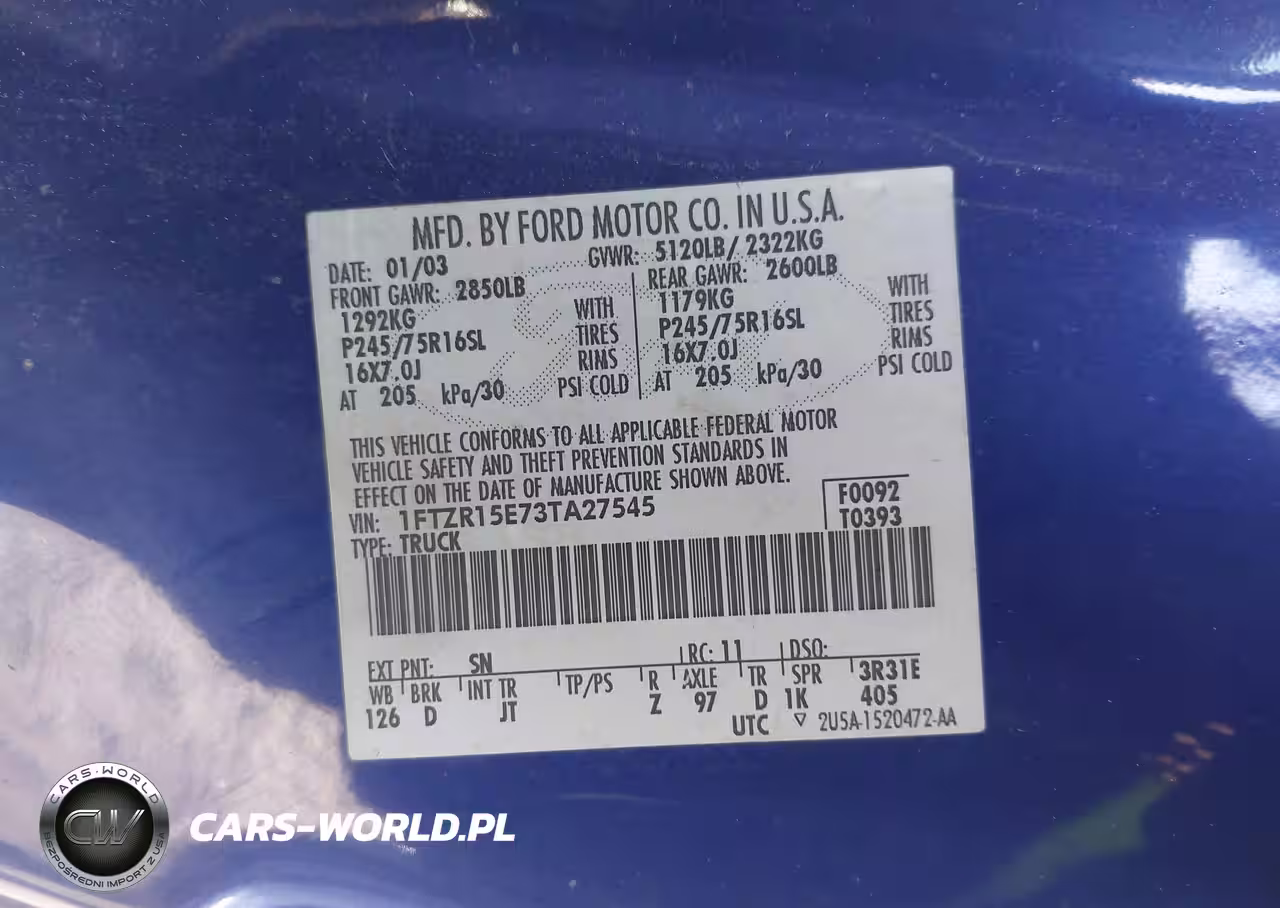 MFD. BY FORD MOTOR CO. IN U.S.A.
DATE: 01/03
GVWR: 5120LB/ 2322KG
FRONT GAWR: 2850LB
1292KG
P245/75R16SL
16X7.0J
AT 205 kPa/30
WITH
TIRES
RIMS
PSI COLD
REAR GAWR: 2600LB
1179KG
P245/75R16SL
16X7.0J
AT 205 kPa/30
WITH
TIRES
RIMS
PSI COLD
THIS VEHICLE CONFORMS TO ALL APPLICABLE FEDERAL MOTOR
VEHICLE SAFETY AND THEFT PREVENTION STANDARDS IN
EFFECT ON THE DATE OF MANUFACTURE SHOWN ABOVE.
VIN: 1FTZR15E73TA27545
TYPE: TRUCK
F0092
T0393
EXT PNT: SN RC: 11 DSO:
WB BRK INT TR TP/PS R AXLE TR SPR 3R31E
126 D JT Z 97 D 1K 405
UTC ▽ 2U5A-1520472-AA
CARS-WORLD
CW
BEZPOŚREDNI IMPORT Z USA
CARS-WORLD.PL